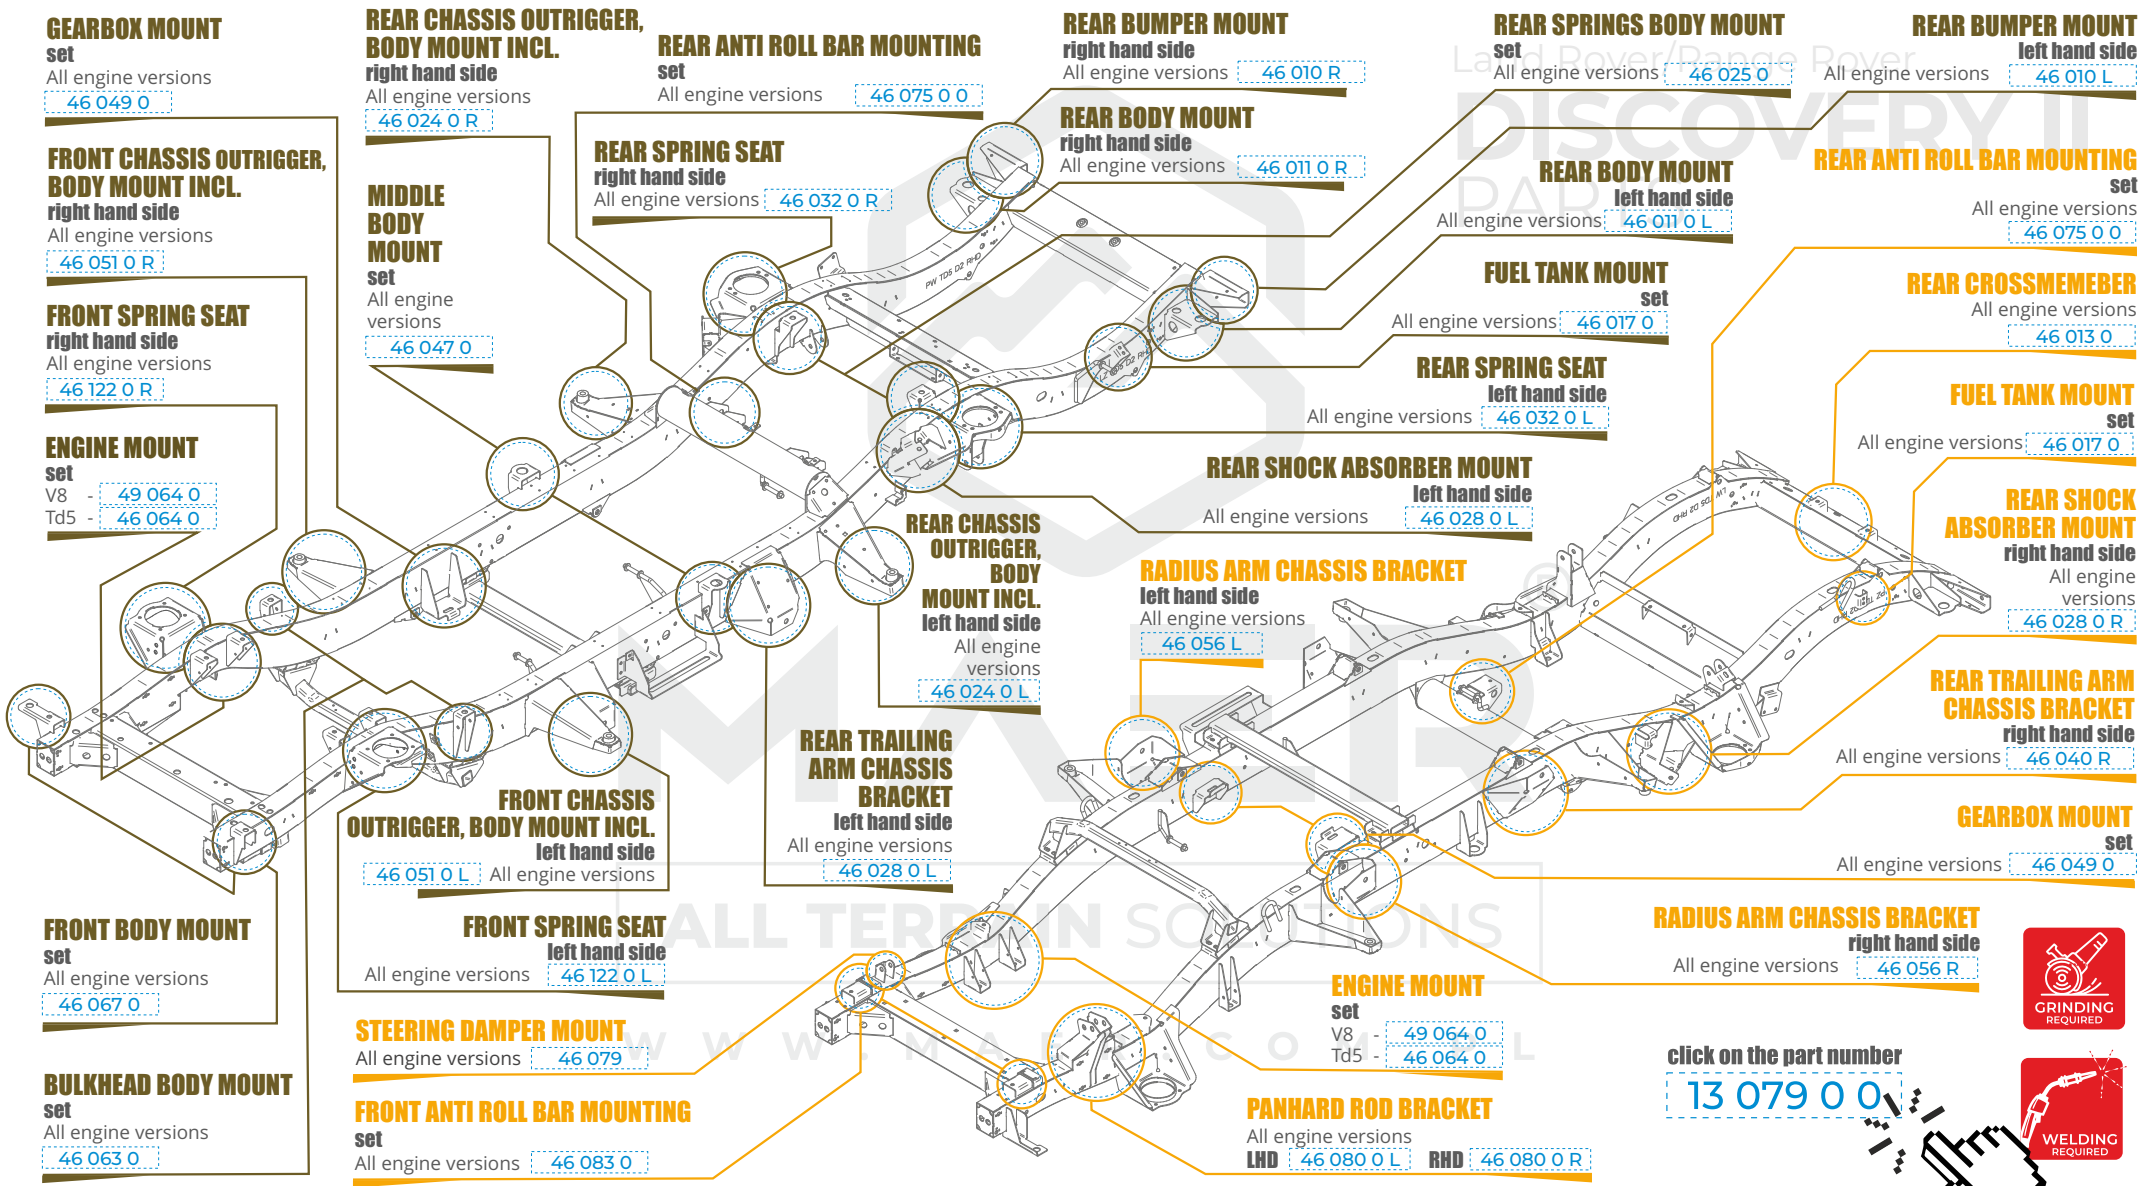 GEARBOX MOUNT
set
All engine versions
46 049 0
FRONT CHASSIS OUTRIGGER,
BODY MOUNT INCL.
right hand side
All engine versions
46 051 0 R
FRONT SPRING SEAT
right hand side
All engine versions
46 122 0 R
ENGINE MOUNT
set
V8 - 49 064 0
Td5 - 46 064 0
FRONT BODY MOUNT
set
All engine versions
46 067 0
BULKHEAD BODY MOUNT
set
All engine versions
46 063 0
REAR CHASSIS OUTRIGGER,
BODY MOUNT INCL.
right hand side
All engine versions
46 024 0 R
MIDDLE
BODY
MOUNT
set
All engine
versions
46 047 0
REAR ANTI ROLL BAR MOUNTING
set
All engine versions 46 075 0 0
REAR SPRING SEAT
right hand side
All engine versions 46 032 0 R
REAR BUMPER MOUNT
right hand side
All engine versions 46 010 R
REAR BODY MOUNT
right hand side
All engine versions 46 011 0 R
REAR SPRINGS BODY MOUNT
set
All engine versions 46 025 0
REAR BUMPER MOUNT
left hand side
All engine versions 46 010 L
Land Rover/Range Rover
DISCOVERY II
PARTS
REAR BODY MOUNT
left hand side
All engine versions 46 011 0 L
FUEL TANK MOUNT
set
All engine versions 46 017 0
REAR SPRING SEAT
left hand side
All engine versions 46 032 0 L
REAR SHOCK ABSORBER MOUNT
left hand side
All engine versions 46 028 0 L
REAR CHASSIS
OUTRIGGER,
BODY
MOUNT INCL.
left hand side
All engine
versions
46 024 0 L
REAR TRAILING
ARM CHASSIS
BRACKET
left hand side
All engine versions
46 028 0 L
FRONT CHASSIS
OUTRIGGER, BODY MOUNT INCL.
left hand side
46 051 0 L All engine versions
FRONT SPRING SEAT
left hand side
All engine versions 46 122 0 L
STEERING DAMPER MOUNT
All engine versions 46 079
FRONT ANTI ROLL BAR MOUNTING
set
All engine versions 46 083 0
REAR ANTI ROLL BAR MOUNTING
set
All engine versions
46 075 0 0
REAR CROSSMEMEBER
All engine versions
46 013 0
FUEL TANK MOUNT
set
All engine versions 46 017 0
REAR SHOCK
ABSORBER MOUNT
right hand side
All engine
versions
46 028 0 R
REAR TRAILING ARM
CHASSIS BRACKET
right hand side
All engine versions 46 040 R
GEARBOX MOUNT
set
All engine versions 46 049 0
RADIUS ARM CHASSIS BRACKET
left hand side
All engine versions
46 056 L
RADIUS ARM CHASSIS BRACKET
right hand side
All engine versions 46 056 R
ENGINE MOUNT
set
V8 - 49 064 0
Td5 - 46 064 0
PANHARD ROD BRACKET
All engine versions
LHD 46 080 0 L RHD 46 080 0 R
PW TD5 D2 RHD
MAER
ALL TERRAIN SOLUTIONS
click on the part number
13 079 0 0
GRINDING
REQUIRED
WELDING
REQUIRED